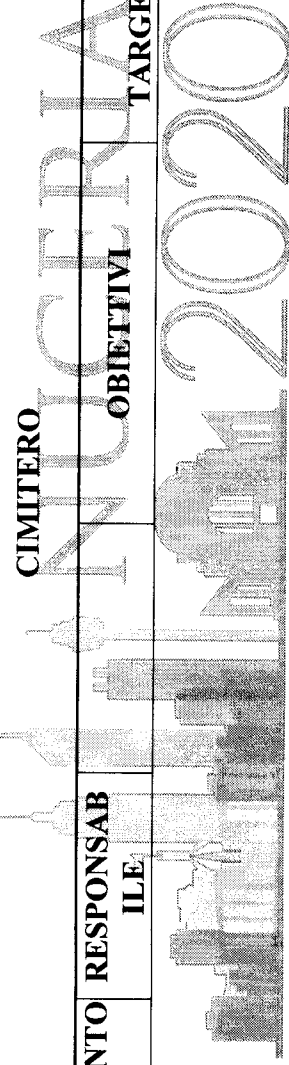 CIMITERO
NTO
RESPONSAB
ILE
OBIETTIVI
TARGE
NUCERIA
2020